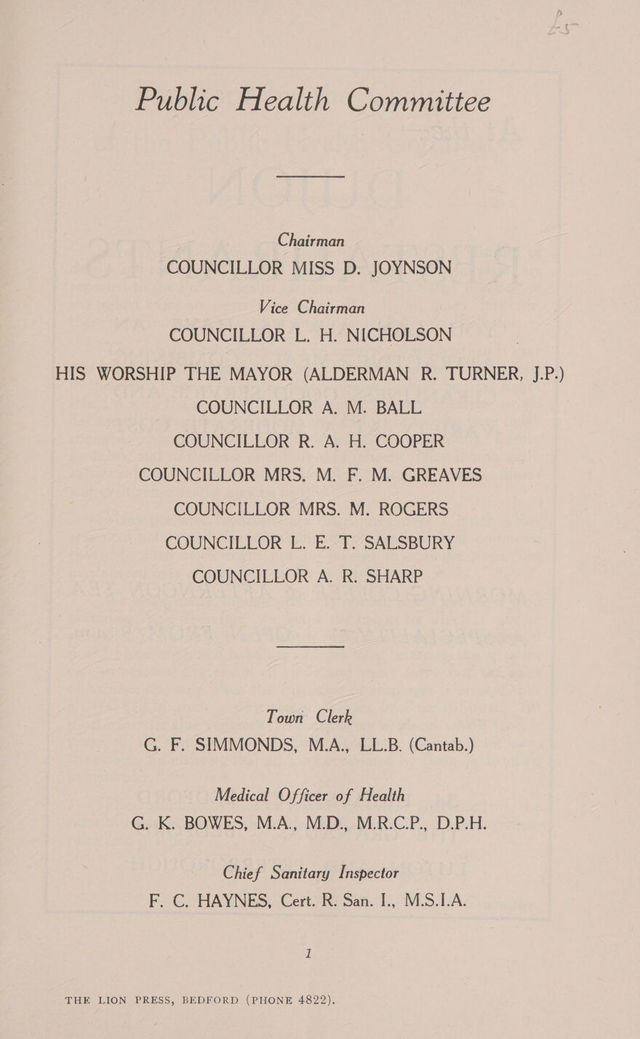 £5
Public Health Committee
Chairman
COUNCILLOR MISS D. JOYNSON
Vice Chairman
COUNCILLOR L. H. NICHOLSON
HIS WORSHIP THE MAYOR (ALDERMAN R. TURNER, J.P.)
COUNCILLOR A. M. BALL
COUNCILLOR R. A. H. COOPER
COUNCILLOR MRS. M. F. M. GREAVES
COUNCILLOR MRS. M. ROGERS
COUNCILLOR L. E. T. SALSBURY
COUNCILLOR A. R. SHARP
Town Clerk
G. F. SIMMONDS, M.A., LL.B. (Cantab.)
Medical Officer of Health
G. K. BOWES, M.A., M.D., M.R.C.P., D.P.H.
Chief Sanitary Inspector
F. C. HAYNES, Cert. R. San. I., M.S.I.A.
1
THE LION PRESS, BEDFORD (PHONE 4822).